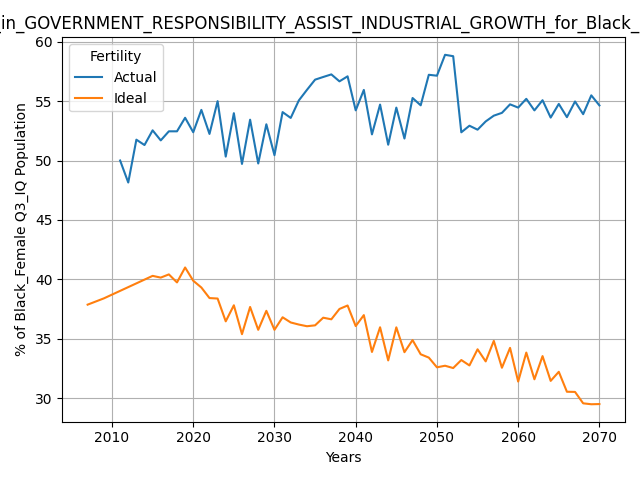 _in_GOVERNMENT_RESPONSIBILITY_ASSIST_INDUSTRIAL_GROWTH_for_Black_
60
55
50
45
40
35
30
% of Black_Female Q3_IQ Population
Fertility
Actual
Ideal
2010 2020 2030 2040 2050 2060 2070
Years